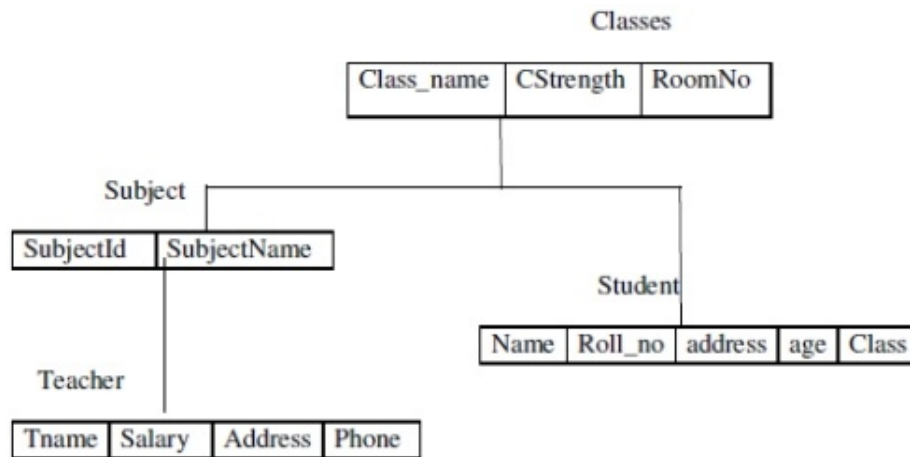 Classes
Class_name CStrength RoomNo
Subject
SubjectId SubjectName
Student
Name Roll_no address age Class
Teacher
Tname Salary Address Phone